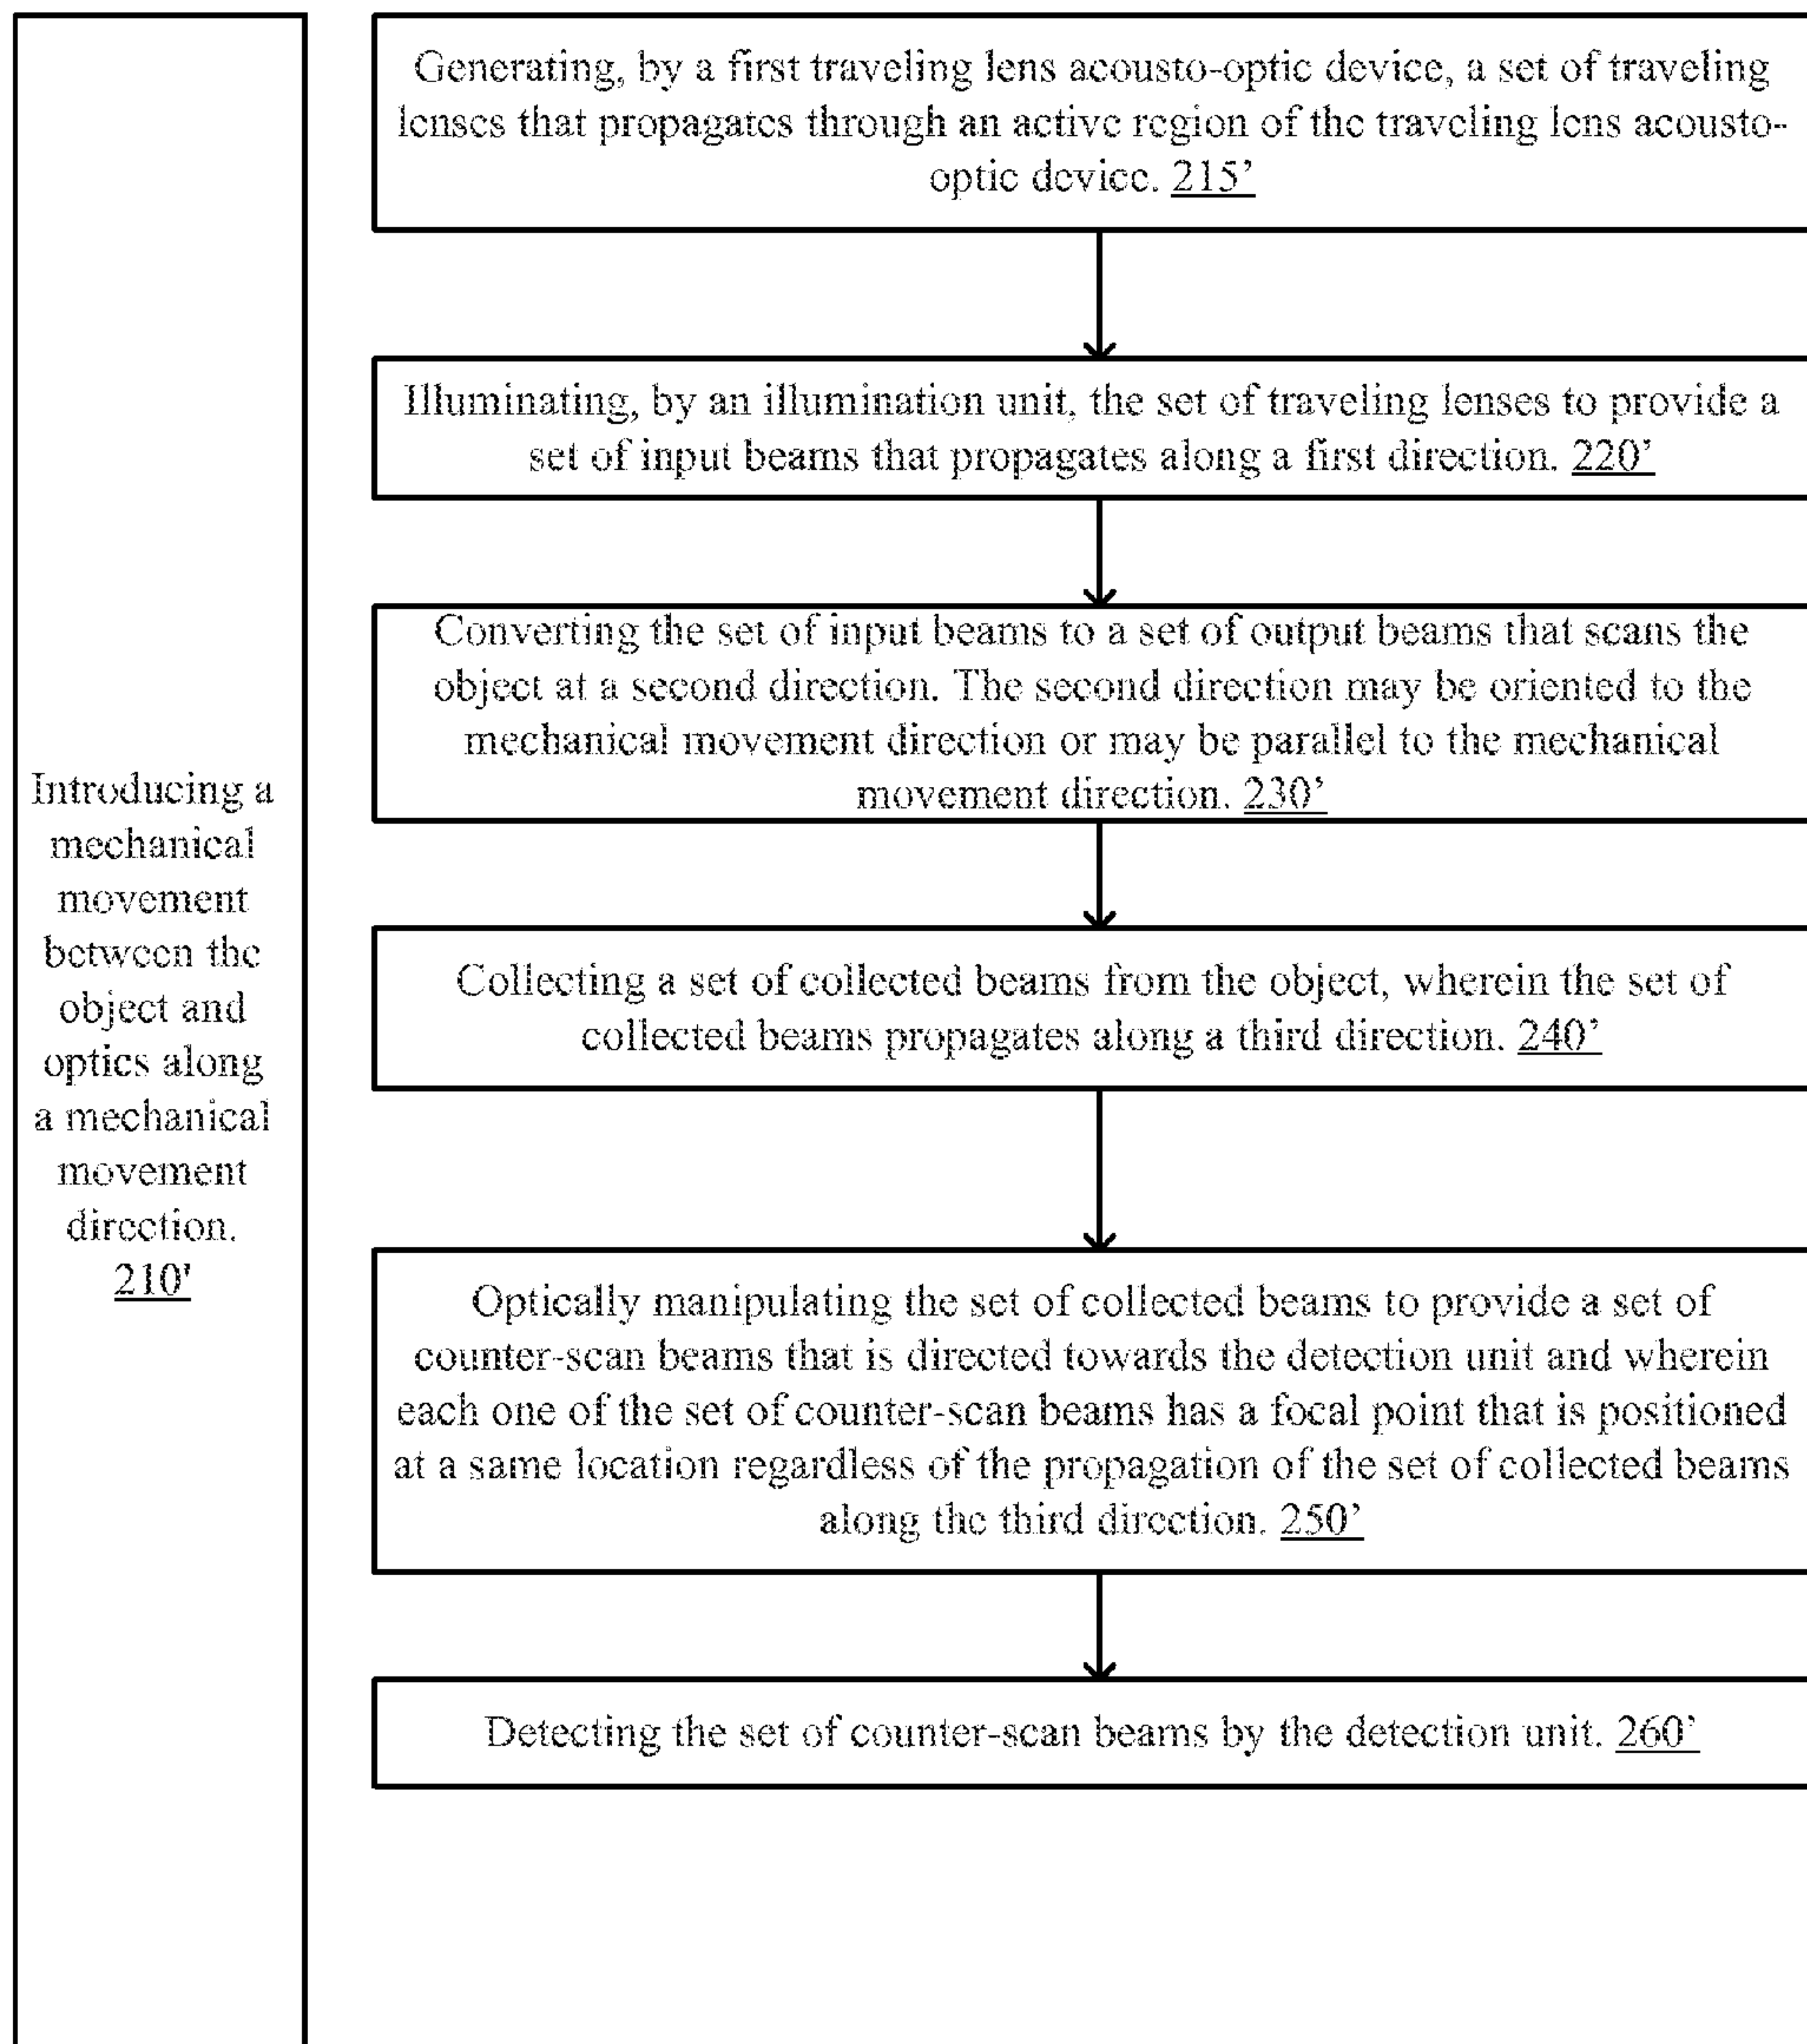 Introducing a
mechanical
movement
between the
object and
optics along
a mechanical
movement
direction.
210'
Generating, by a first traveling lens acousto-optic device, a set of traveling
lenses that propagates through an active region of the traveling lens acousto-
optic device. 215’
Illuminating, by an illumination unit, the set of traveling lenses to provide a
set of input beams that propagates along a first direction. 220’
Converting the set of input beams to a set of output beams that scans the
object at a second direction. The second direction may be oriented to the
mechanical movement direction or may be parallel to the mechanical
movement direction. 230’
Collecting a set of collected beams from the object, wherein the set of
collected beams propagates along a third direction. 240’
Optically manipulating the set of collected beams to provide a set of
counter-scan beams that is directed towards the detection unit and wherein
each one of the set of counter-scan beams has a focal point that is positioned
at a same location regardless of the propagation of the set of collected beams
along the third direction. 250’
Detecting the set of counter-scan beams by the detection unit. 260’